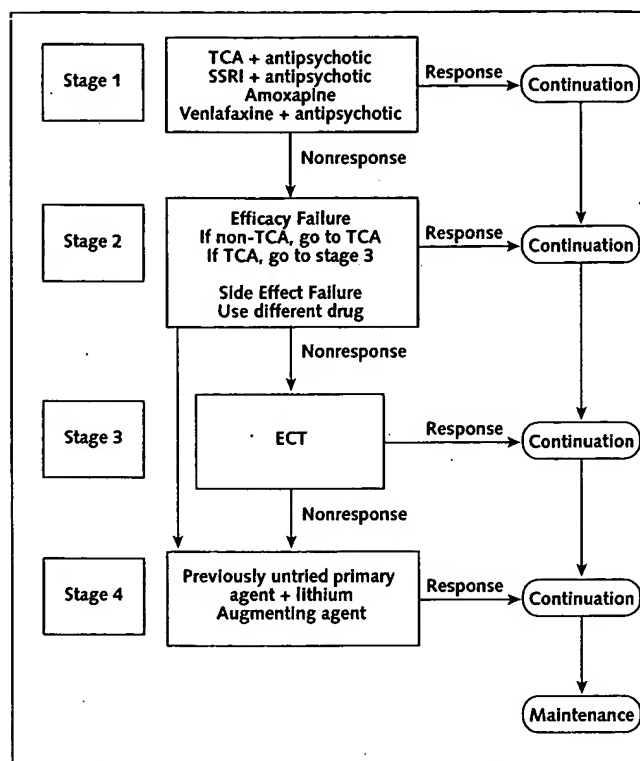 Stage 1
TCA + antipsychotic
SSRI + antipsychotic
Amoxapine
Venlafaxine + antipsychotic
Response
Continuation
Nonresponse
Stage 2
Efficacy Failure
If non-TCA, go to TCA
If TCA, go to stage 3
Side Effect Failure
Use different drug
Response
Continuation
Nonresponse
Stage 3
ECT
Response
Continuation
Nonresponse
Stage 4
Previously untried primary
agent + lithium
Augmenting agent
Response
Continuation
Maintenance